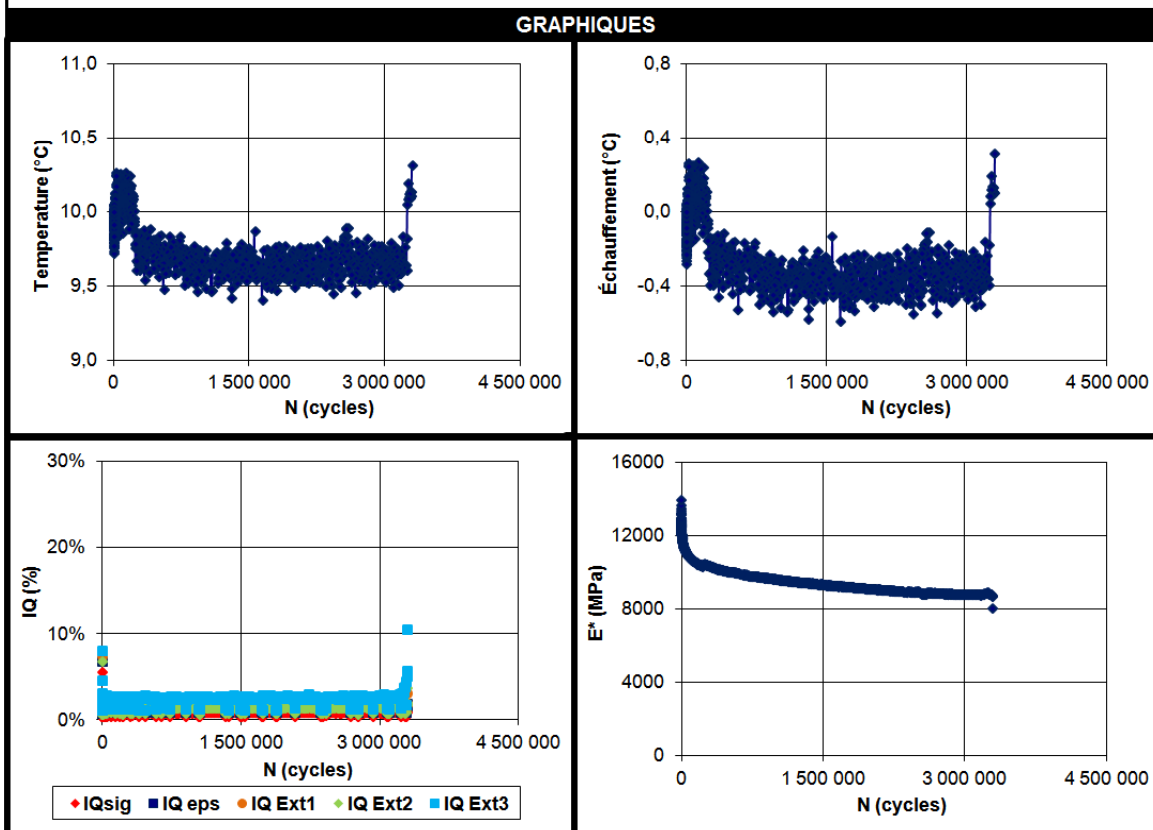 GRAPHIQUES
Temperature (°C)
11,0
10,5
10,0
9,5
9,0
0
1 500 000
3 000 000
4 500 000
N (cycles)
Échauffement (°C)
0,8
0,4
0,0
-0,4
-0,8
0
1 500 000
3 000 000
4 500 000
N (cycles)
IQ (%)
30%
20%
10%
0%
0
1 500 000
3 000 000
4 500 000
N (cycles)
IQsig IQ eps IQ Ext1 IQ Ext2 IQ Ext3
E* (MPa)
16000
12000
8000
4000
0
0
1 500 000
3 000 000
4 500 000
N (cycles)